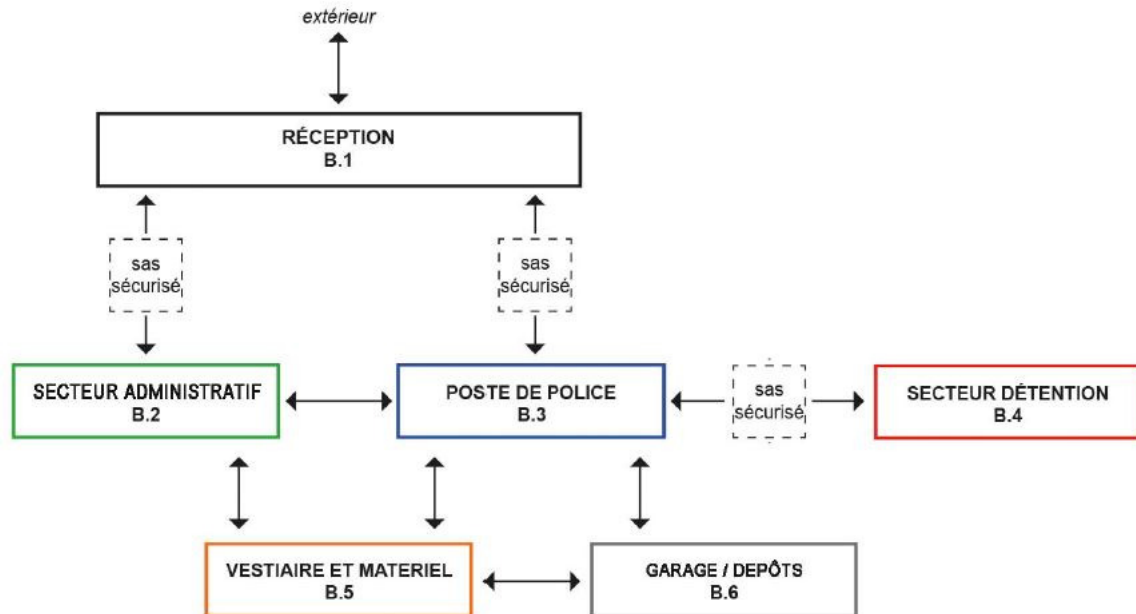 extérieur
RÉCEPTION
B.1
sas
sécurisé
sas
sécurisé
SECTEUR ADMINISTRATIF
B.2
POSTE DE POLICE
B.3
sas
sécurisé
SECTEUR DÉTENTION
B.4
VESTIAIRE ET MATERIEL
B.5
GARAGE / DEPÔTS
B.6